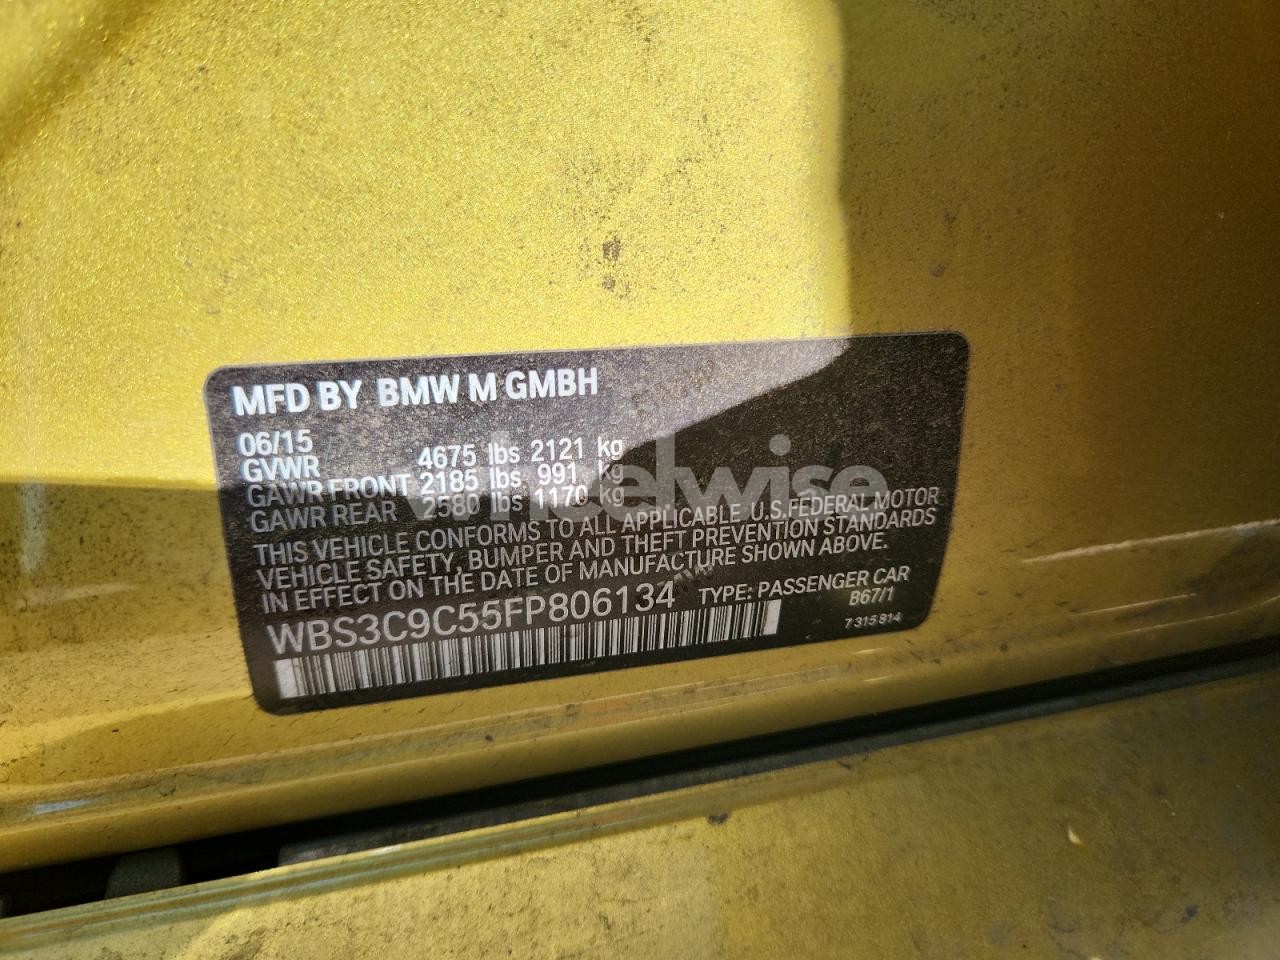 MFD BY BMW M GMBH
06/15
GVWR 4675 lbs 2121 kg
GAWR FRONT 2185 lbs 991 kg
GAWR REAR 2580 lbs 1170 kg
THIS VEHICLE CONFORMS TO ALL APPLICABLE U.S. FEDERAL MOTOR
VEHICLE SAFETY, BUMPER AND THEFT PREVENTION STANDARDS
IN EFFECT ON THE DATE OF MANUFACTURE SHOWN ABOVE.
WBS3C9C55FP806134 TYPE: PASSENGER CAR
B67/1
7 315 814
wheelwise